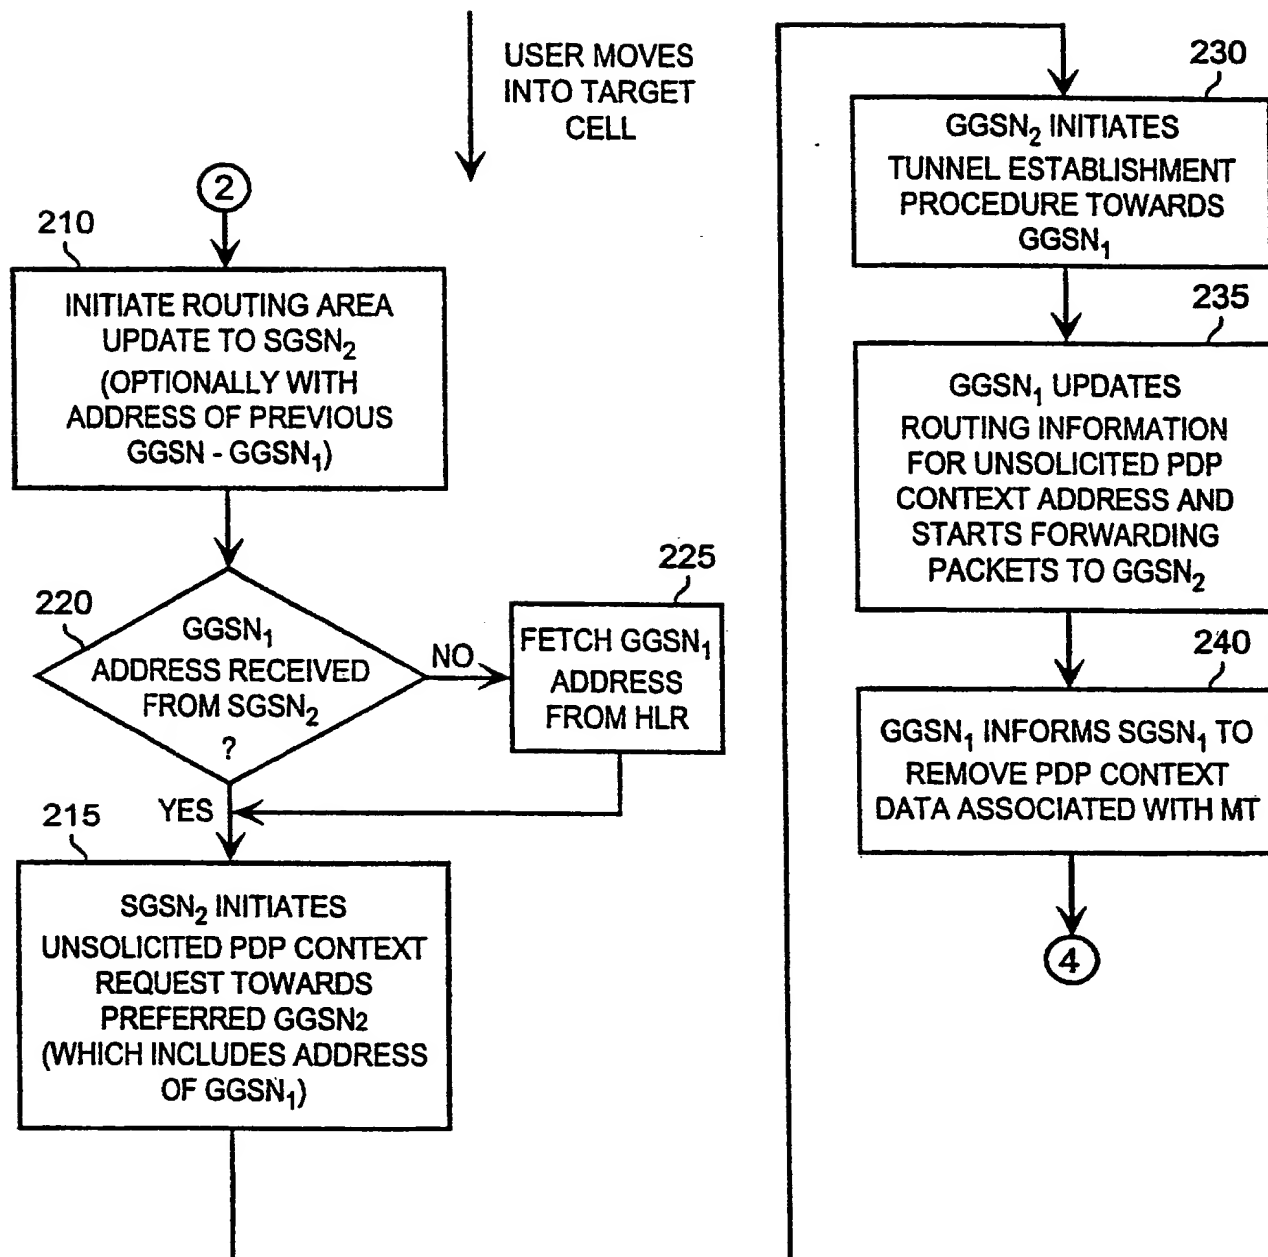 USER MOVES
INTO TARGET
CELL
2
210
INITIATE ROUTING AREA
UPDATE TO SGSN₂
(OPTIONALLY WITH
ADDRESS OF PREVIOUS
GGSN - GGSN₁)
220
GGSN₁
ADDRESS RECEIVED
FROM SGSN₂
?
NO
225
FETCH GGSN₁
ADDRESS
FROM HLR
YES
215
SGSN₂ INITIATES
UNSOLICITED PDP CONTEXT
REQUEST TOWARDS
PREFERRED GGSN₂
(WHICH INCLUDES ADDRESS
OF GGSN₁)
230
GGSN₂ INITIATES
TUNNEL ESTABLISHMENT
PROCEDURE TOWARDS
GGSN₁
235
GGSN₁ UPDATES
ROUTING INFORMATION
FOR UNSOLICITED PDP
CONTEXT ADDRESS AND
STARTS FORWARDING
PACKETS TO GGSN₂
240
GGSN₁ INFORMS SGSN₁ TO
REMOVE PDP CONTEXT
DATA ASSOCIATED WITH MT
4